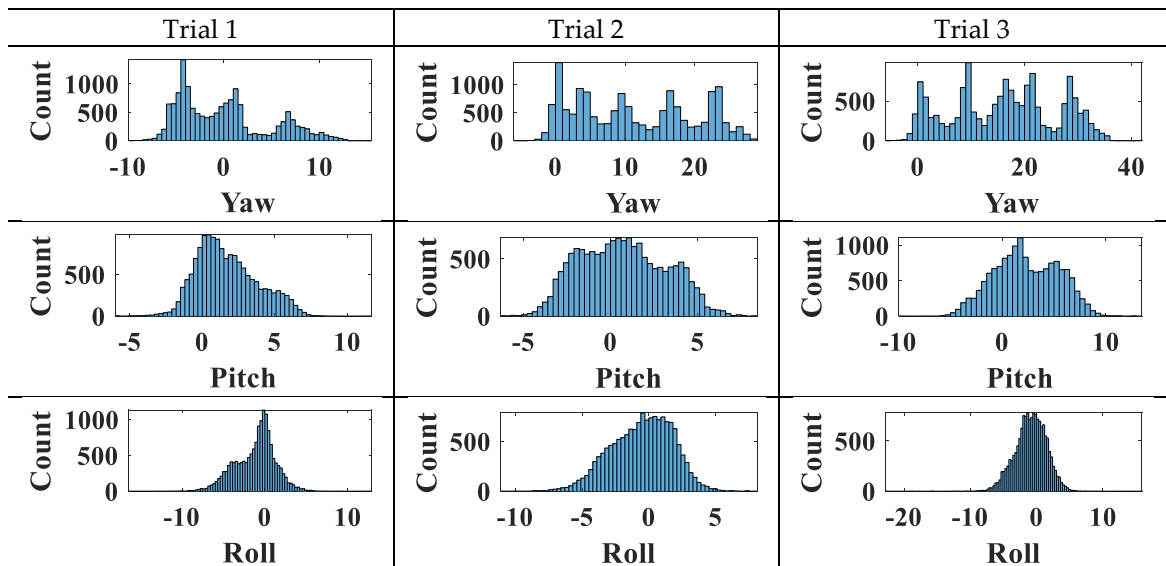 Trial 1 Trial 2 Trial 3
Count 1000 500 0 -10 0 10 Yaw
Count 1000 500 0 0 20 Yaw
Count 500 0 0 20 40 Yaw
Count 500 0 -5 0 5 10 Pitch
Count 500 0 -5 0 5 Pitch
Count 1000 500 0 -10 0 10 Pitch
Count 1000 500 0 -10 0 10 Roll
Count 500 0 -10 -5 0 5 Roll
Count 500 0 -20 -10 0 10 Roll